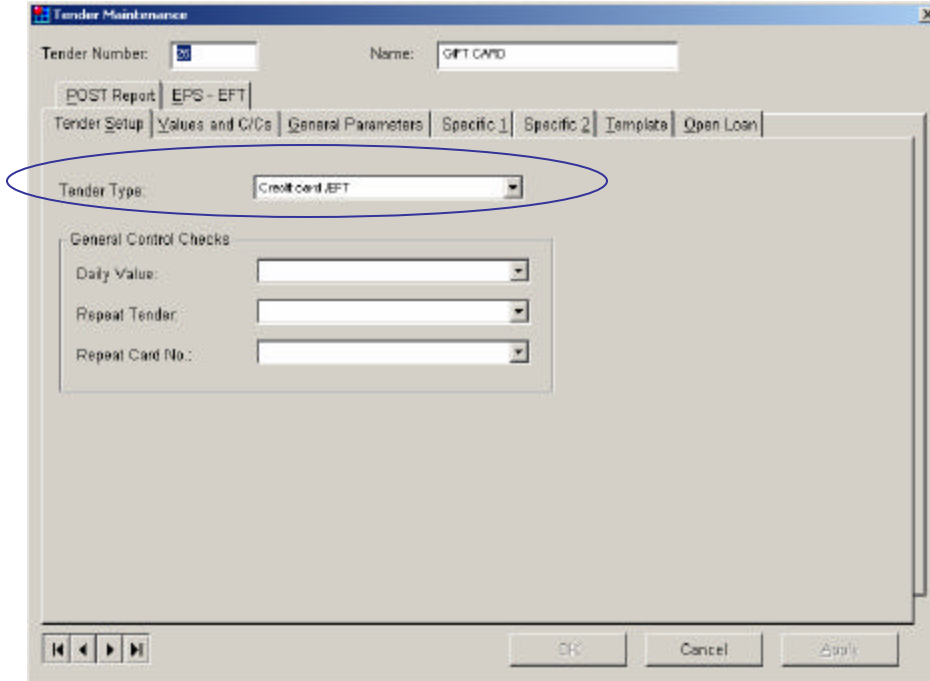 Tender Maintenance
Tender Number: 26 Name: GIFT CARD
POST Report EPS - EFT
Tender Setup Values and C/Cs General Parameters Specific 1 Specific 2 Template Open Loan
Tender Type: Credit card /EFT
General Control Checks
Daily Value:
Repeat Tender:
Repeat Card No.:
OK Cancel Apply